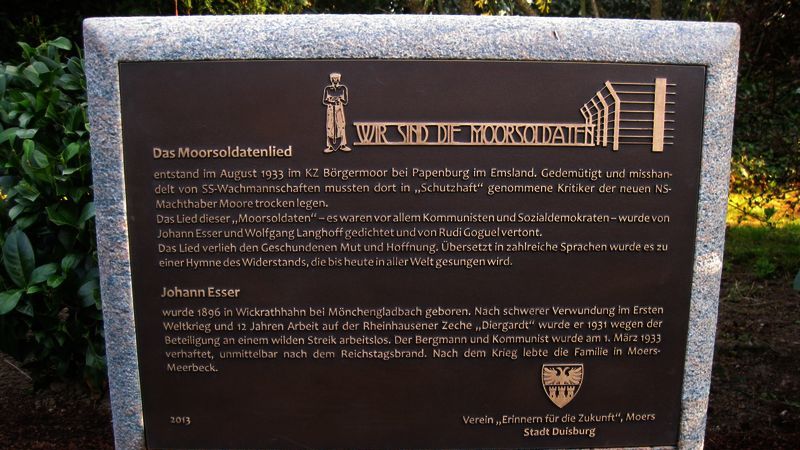 WIR SIND DIE MOORSOLDATEN
Das Moorsoldatenlied
entstand im August 1933 im KZ Börgermoor bei Papenburg im Emsland. Gedemütigt und misshan-
delt von SS-Wachmannschaften mussten dort in „Schutzhaft“ genommene Kritiker der neuen NS-
Machthaber Moore trocken legen.
Das Lied dieser „Moorsoldaten“ – es waren vor allem Kommunisten und Sozialdemokraten – wurde von
Johann Esser und Wolfgang Langhoff gedichtet und von Rudi Goguel vertont.
Das Lied verlieh den Geschundenen Mut und Hoffnung. Übersetzt in zahlreiche Sprachen wurde es zu
einer Hymne des Widerstands, die bis heute in aller Welt gesungen wird.
Johann Esser
wurde 1896 in Wickrathhahn bei Mönchengladbach geboren. Nach schwerer Verwundung im Ersten
Weltkrieg und 12 Jahren Arbeit auf der Rheinhausener Zeche „Diergardt“ wurde er 1931 wegen der
Beteiligung an einem wilden Streik arbeitslos. Der Bergmann und Kommunist wurde am 1. März 1933
verhaftet, unmittelbar nach dem Reichstagsbrand. Nach dem Krieg lebte die Familie in Moers-
Meerbeck.
2013
Verein „Erinnern für die Zukunft“, Moers
Stadt Duisburg